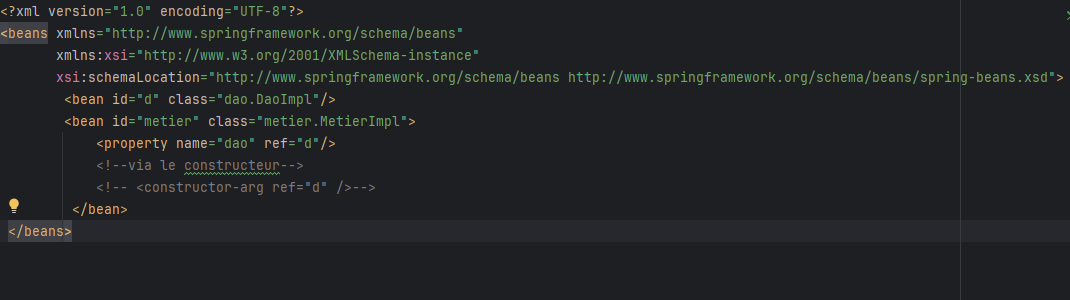 <?xml version="1.0" encoding="UTF-8"?>
<beans xmlns="http://www.springframework.org/schema/beans"
xmlns:xsi="http://www.w3.org/2001/XMLSchema-instance"
xsi:schemaLocation="http://www.springframework.org/schema/beans http://www.springframework.org/schema/beans/spring-beans.xsd">
<bean id="d" class="dao.DaoImpl"/>
<bean id="metier" class="metier.MetierImpl">
<property name="dao" ref="d"/>
<!--via le constructeur-->
<!-- <constructor-arg ref="d" />-->
</bean>
</beans>